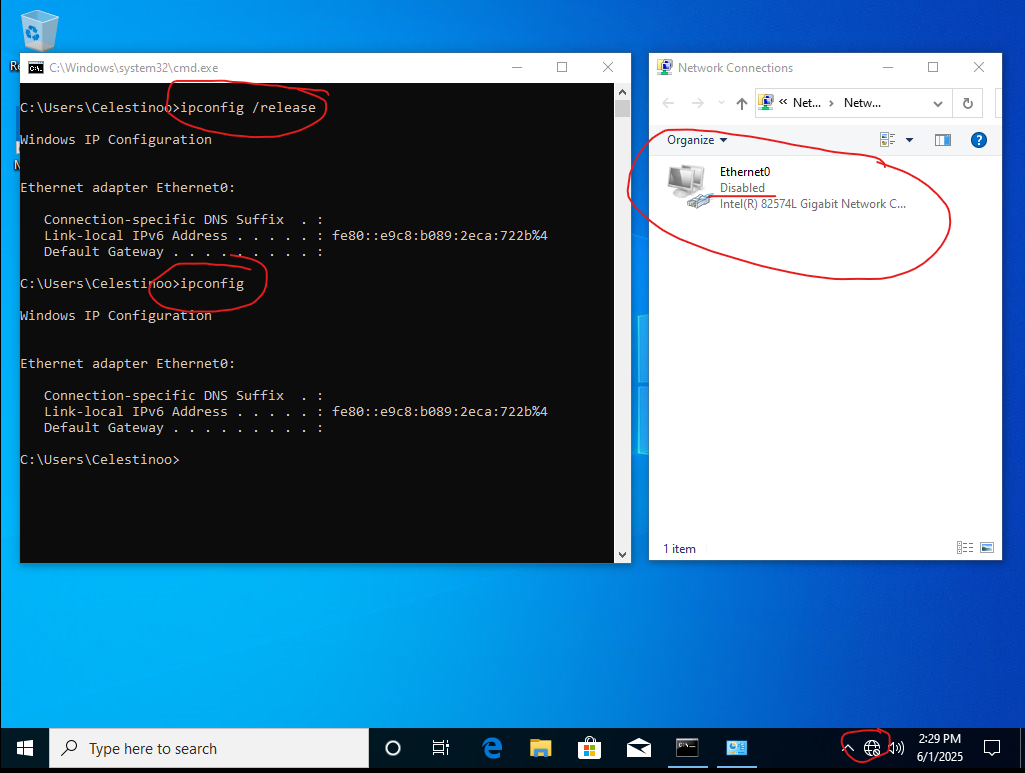 C:\Windows\system32\cmd.exe
C:\Users\Celestinoo>ipconfig /release
Windows IP Configuration
Ethernet adapter Ethernet0:
Connection-specific DNS Suffix . :
Link-local IPv6 Address . . . . . : fe80::e9c8:b089:2eca:722b%4
Default Gateway . . . . . . . . . :
C:\Users\Celestinoo>ipconfig
Windows IP Configuration
Ethernet adapter Ethernet0:
Connection-specific DNS Suffix . :
Link-local IPv6 Address . . . . . : fe80::e9c8:b089:2eca:722b%4
Default Gateway . . . . . . . . . :
C:\Users\Celestinoo>
Network Connections
« Net... › Netw...
Organize
Ethernet0
Disabled
Intel(R) 82574L Gigabit Network C...
1 item
Type here to search
2:29 PM
6/1/2025